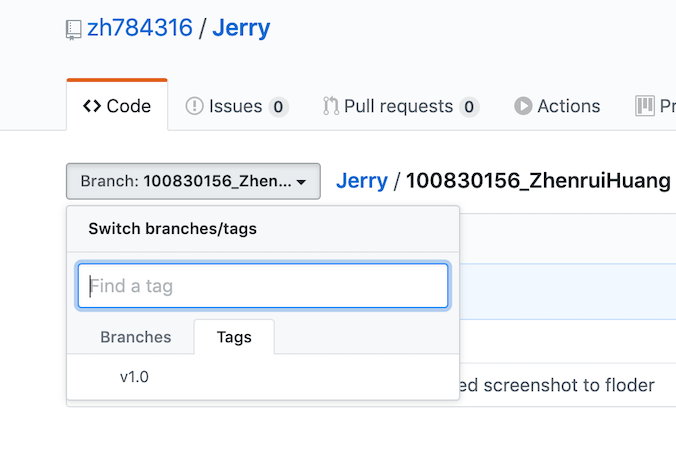 zh784316 / Jerry
Code Issues 0 Pull requests 0 Actions
Branch: 100830156_Zhen... Jerry / 100830156_ZhenruiHuang
Switch branches/tags
Find a tag
Branches Tags
v1.0
ed screenshot to floder